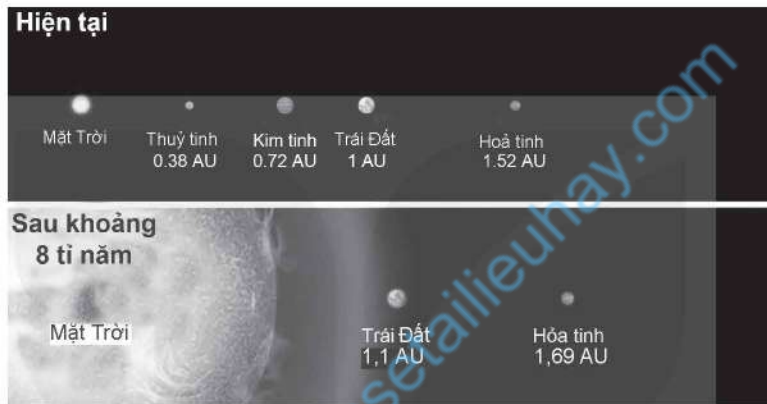 Hiện tại
Mặt Trời
Thuỷ tinh
0.38 AU
Kim tinh
0.72 AU
Trái Đất
1 AU
Hoả tinh
1.52 AU
Sau khoảng
8 tỉ năm
Mặt Trời
Trái Đất
1,1 AU
Hỏa tinh
1,69 AU
setailieuhay.com